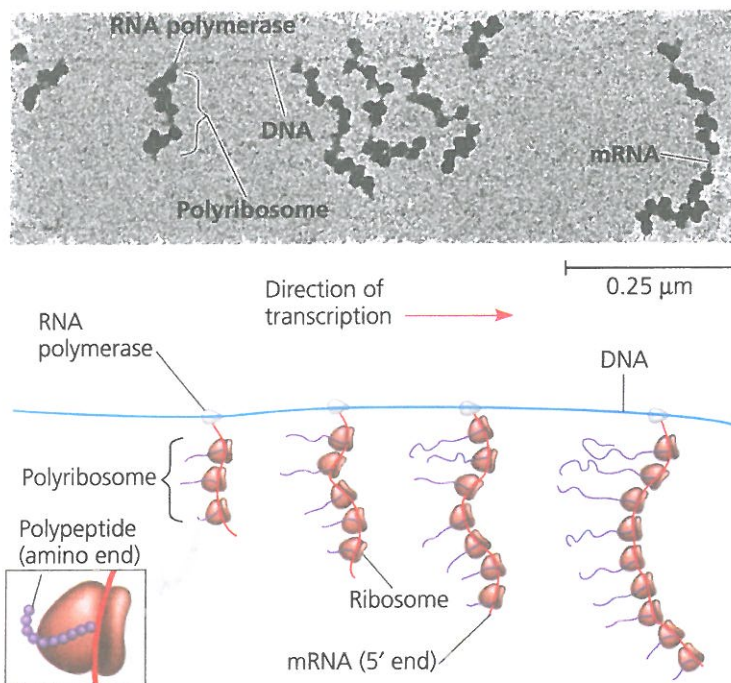 RNA polymerase
DNA
mRNA
Polyribosome
0.25 µm
Direction of
transcription
RNA
polymerase
DNA
Polyribosome
Polypeptide
(amino end)
Ribosome
mRNA (5′ end)